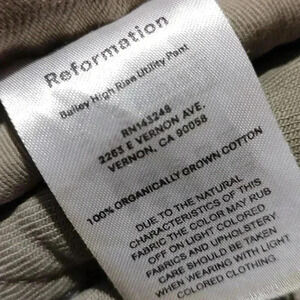 Reformation
Bailey High Rise Utility Pant
RN143248
2263 E VERNON AVE.
VERNON, CA 90058
100% ORGANICALLY GROWN COTTON
DUE TO THE NATURAL
CHARACTERISTICS OF THIS
FABRIC THE COLOR MAY RUB
OFF ON LIGHT COLORED
FABRICS AND UPHOLSTERY
CARE SHOULD BE TAKEN
WHEN WEARING WITH LIGHT
COLORED CLOTHING